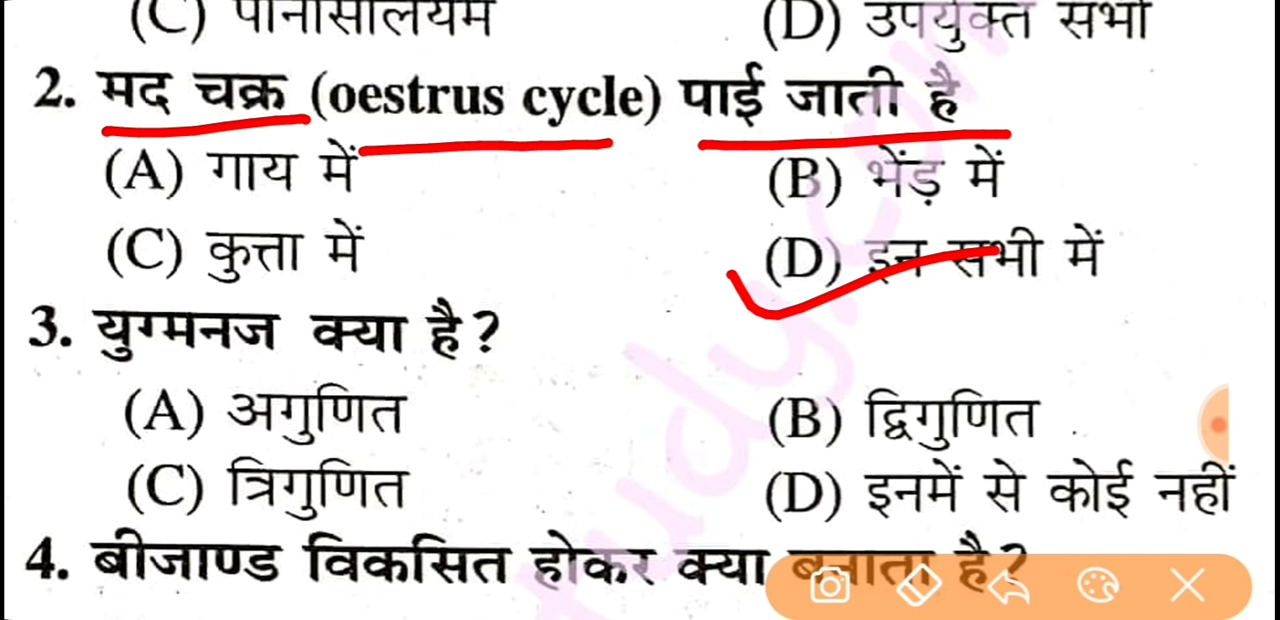 (C) पानीसेलियम (D) उपर्युक्त सभी
2. मद चक्र (oestrus cycle) पाई जाती है
(A) गाय में (B) भेंड़ में
(C) कुत्ता में (D) इन सभी में
3. युग्मनज क्या है?
(A) अगुणित (B) द्विगुणित
(C) त्रिगुणित (D) इनमें से कोई नहीं
4. बीजाण्ड विकसित होकर क्या बनाता है?